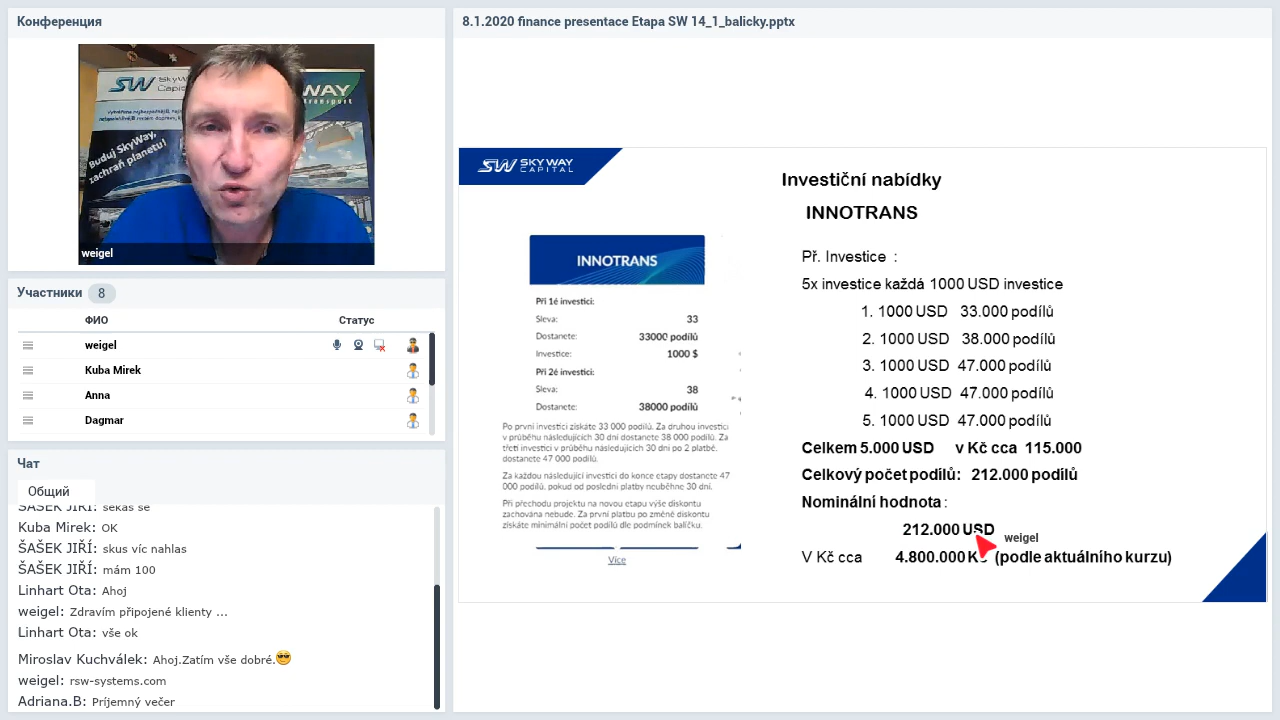 Конференция
SkyWay
Capital
WAY
Transport
Buduj SkyWay,
zachraň planetu!
weigel
Участники 8
ФИО Статус
weigel
Kuba Mirek
Anna
Dagmar
Чат
Общий
ŠAŠEK JIŘÍ: sekás se
Kuba Mirek: OK
ŠAŠEK JIŘÍ: skus víc nahlas
ŠAŠEK JIŘÍ: mám 100
Linhart Ota: Ahoj
weigel: Zdravím připojené klienty ...
Linhart Ota: vše ok
Miroslav Kuchválek: Ahoj.Zatím vše dobré.😎
weigel: rsw-systems.com
Adriana.B: Príjemný večer
8.1.2020 finance presentace Etapa SW 14_1_balicky.pptx
SW SKY WAY
CAPITAL
INNOTRANS
Při 1é investici:
Sleva: 33
Dostanete: 33000 podílů
Investice: 1000 $
Při 2é investici:
Sleva: 38
Dostanete: 38000 podílů
Po první investici získáte 33 000 podílů. Za druhou investici
v průběhu následujících 30 dní dostanete 38 000 podílů. Za
třetí investici v průběhu následujících 30 dní po 2 platbě.
dostanete 47 000 podílů.
Za každou následující investici do konce etapy dostanete 47
000 podílů, pokud od poslední platby neuběhne 30 dní.
Při přechodu projektu na novou etapu výše diskontu
zachována nebude. Za první platbu po změně diskontu
získáte minimální počet podílů dle podmínek balíčku.
Více
Investiční nabídky
INNOTRANS
Př. Investice :
5x investice každá 1000 USD investice
1. 1000 USD 33.000 podílů
2. 1000 USD 38.000 podílů
3. 1000 USD 47.000 podílů
4. 1000 USD 47.000 podílů
5. 1000 USD 47.000 podílů
Celkem 5.000 USD v Kč cca 115.000
Celkový počet podílů: 212.000 podílů
Nominální hodnota :
212.000 USD
weigel
V Kč cca 4.800.000 Kč (podle aktuálního kurzu)